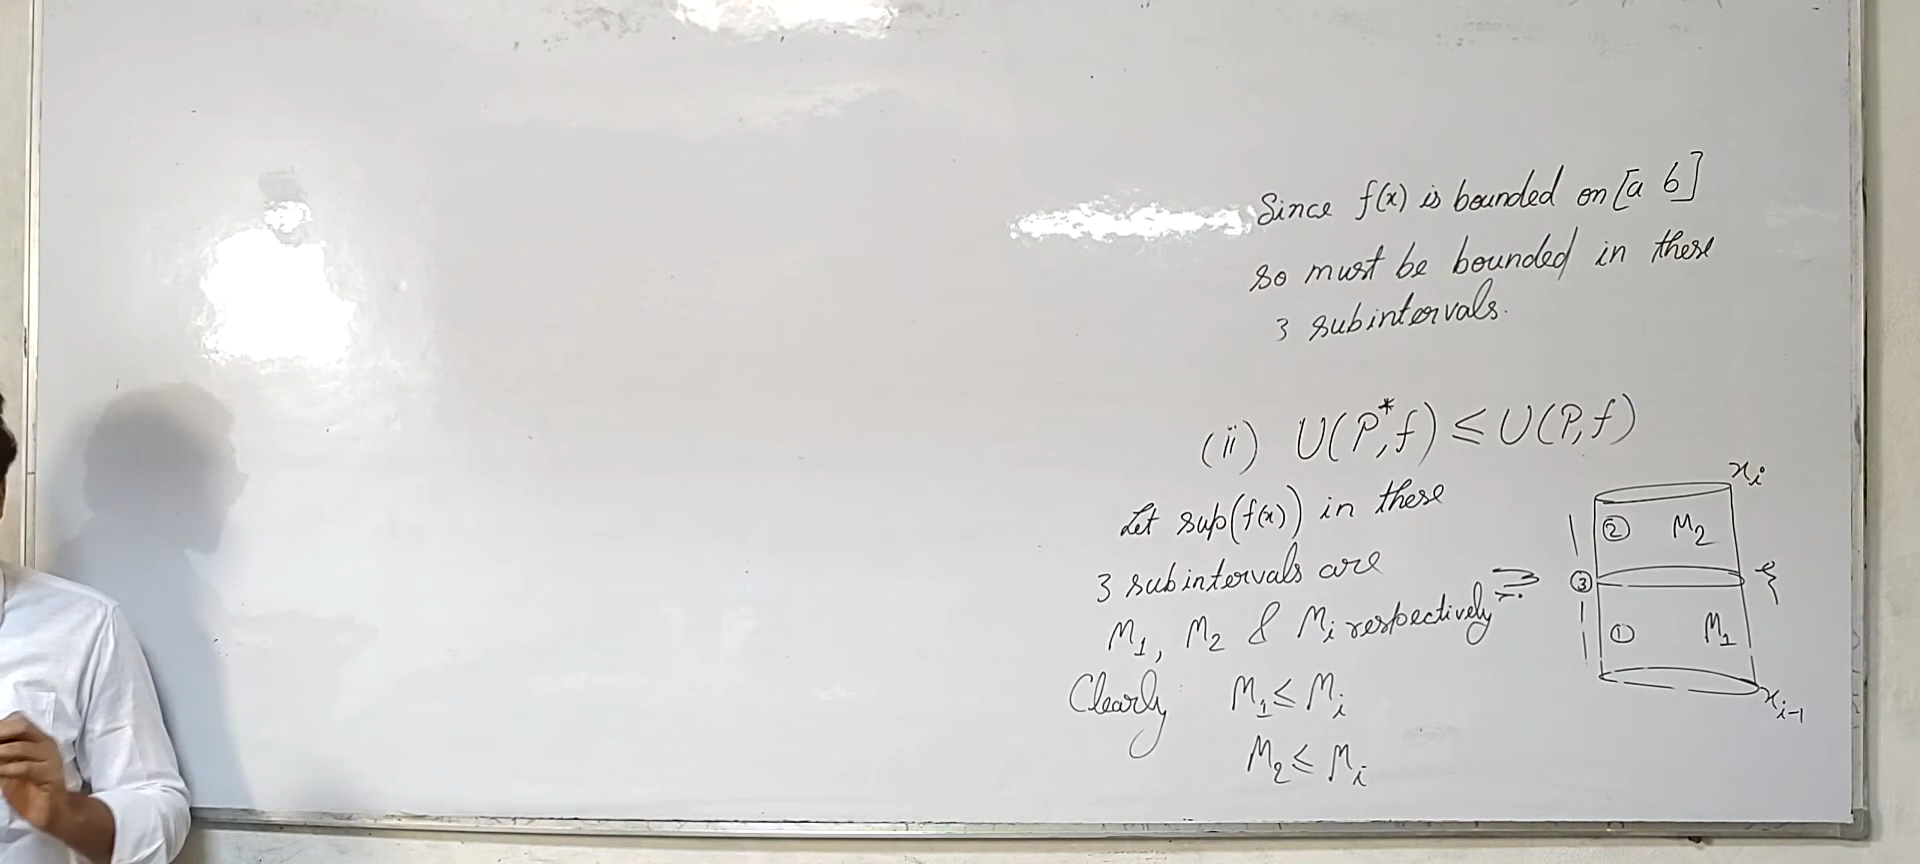 Since f(x) is bounded on [a b]
so must be bounded in these
3 subintervals.
(ii) U(P*,f) ≤ U(P,f)
Let sup(f(x)) in these
3 subintervals are
M₁, M₂ & Mᵢ respectively
Clearly M₁ ≤ Mᵢ
M₂ ≤ Mᵢ
xᵢ
② M₂
③ ξ
① M₁
xᵢ₋₁